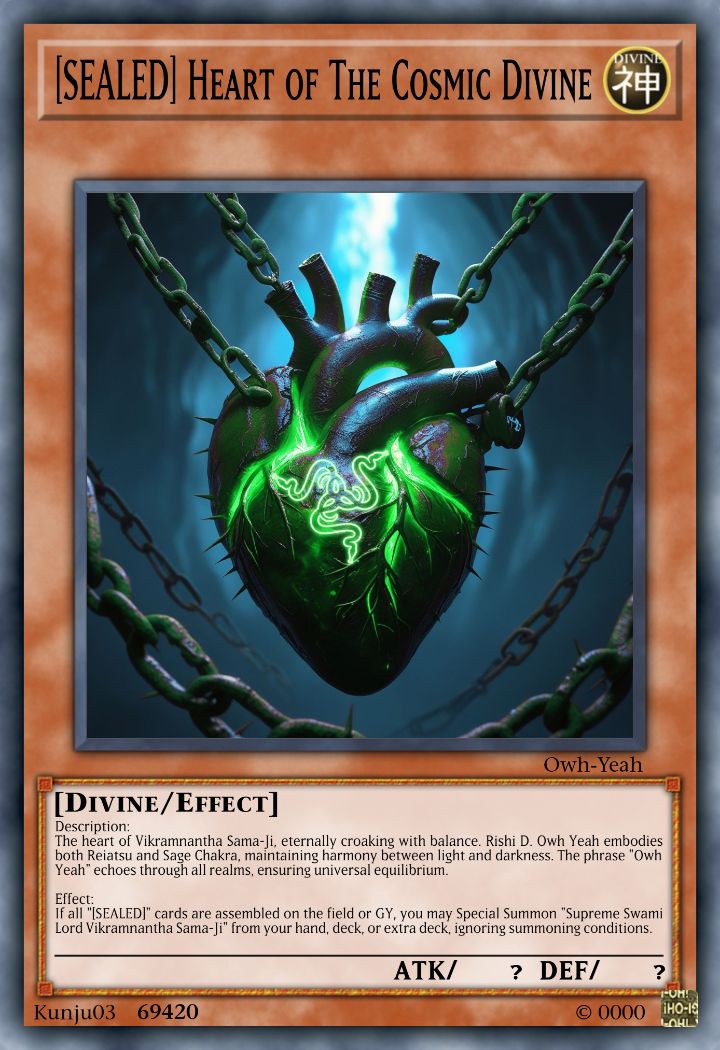 [SEALED] Heart of The Cosmic Divine
DIVINE
神
Owh-Yeah
[Divine/Effect]
Description:
The heart of Vikramnantha Sama-Ji, eternally croaking with balance. Rishi D. Owh Yeah embodies
both Reiatsu and Sage Chakra, maintaining harmony between light and darkness. The phrase "Owh
Yeah" echoes through all realms, ensuring universal equilibrium.
Effect:
If all "[SEALED]" cards are assembled on the field or GY, you may Special Summon "Supreme Swami
Lord Vikramnantha Sama-Ji" from your hand, deck, or extra deck, ignoring summoning conditions.
ATK/ ? DEF/ ?
Kunju03 69420 © 0000